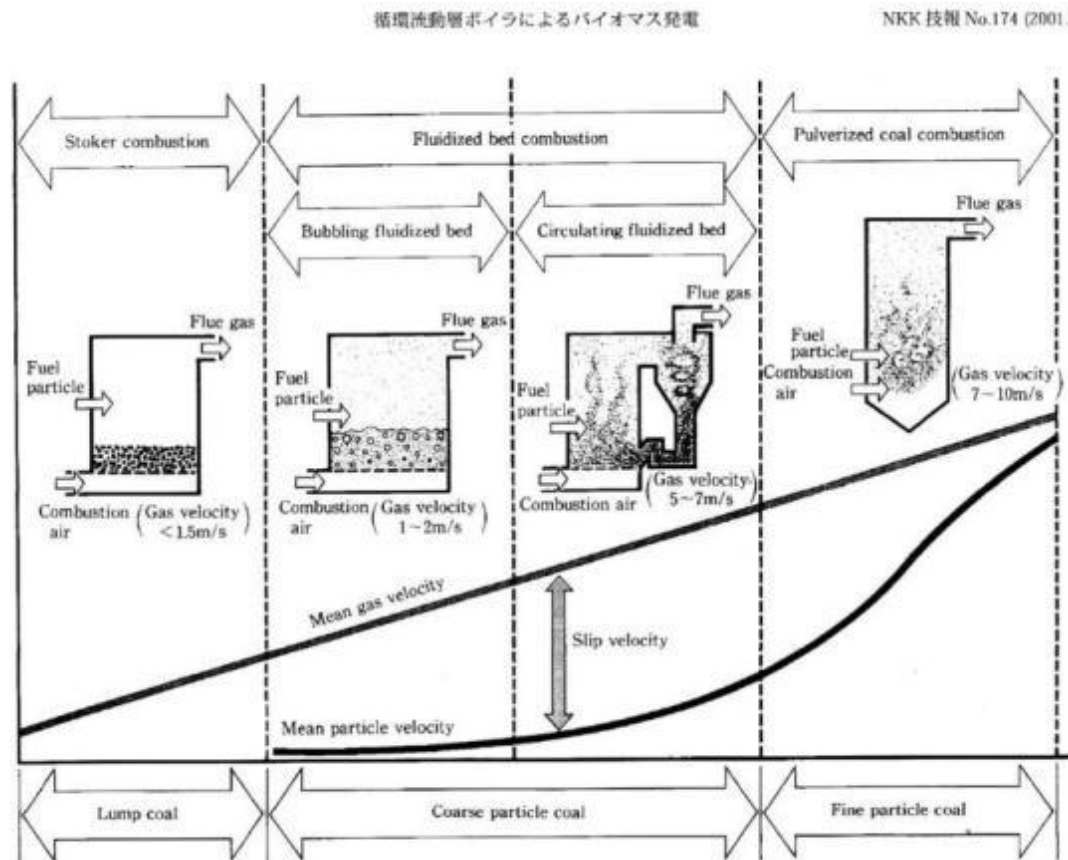 循環流動層ボイラによるバイオマス発電
NKK 技報 No.174 (2001.
Stoker combustion
Fluidized bed combustion
Pulverized coal combustion
Bubbling fluidized bed
Circulating fluidized bed
Flue gas
Fuel
particle
Combustion
air
(Gas velocity
<1.5m/s)
Flue gas
Fuel
particle
Combustion
air
(Gas velocity
1~2m/s)
Flue gas
Fuel
particle
Combustion air
(Gas velocity
5~7m/s)
Flue gas
Fuel
particle
Combustion
air
(Gas velocity
7~10m/s)
Mean gas velocity
Slip velocity
Mean particle velocity
Lump coal
Coarse particle coal
Fine particle coal